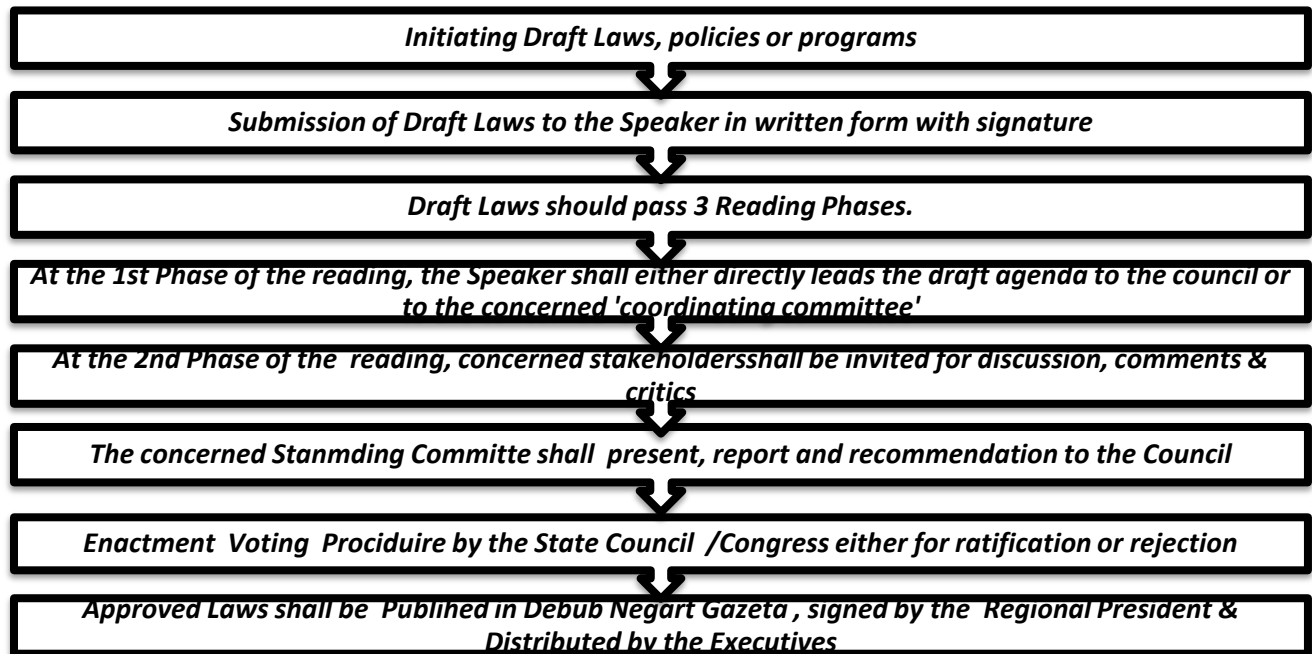 Initiating Draft Laws, policies or programs
Submission of Draft Laws to the Speaker in written form with signature
Draft Laws should pass 3 Reading Phases.
At the 1st Phase of the reading, the Speaker shall either directly leads the draft agenda to the council or
to the concerned 'coordinating committee'
At the 2nd Phase of the reading, concerned stakeholdersshall be invited for discussion, comments &
critics
The concerned Stanmding Committe shall present, report and recommendation to the Council
Enactment Voting Prociduire by the State Council /Congress either for ratification or rejection
Approved Laws shall be Publihed in Debub Negart Gazeta , signed by the Regional President &
Distributed by the Executives